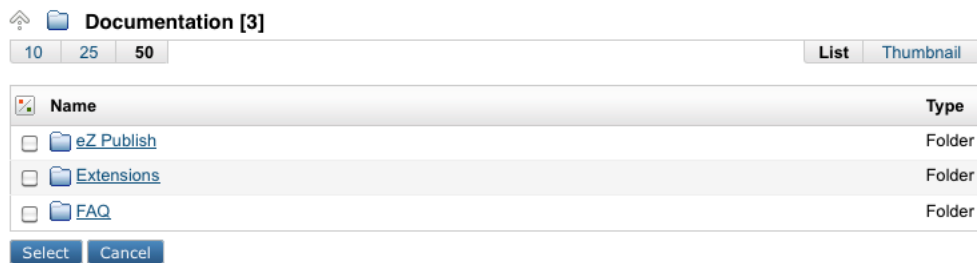 Documentation [3]
10 25 50 List Thumbnail
Name Type
eZ Publish Folder
Extensions Folder
FAQ Folder
Select Cancel